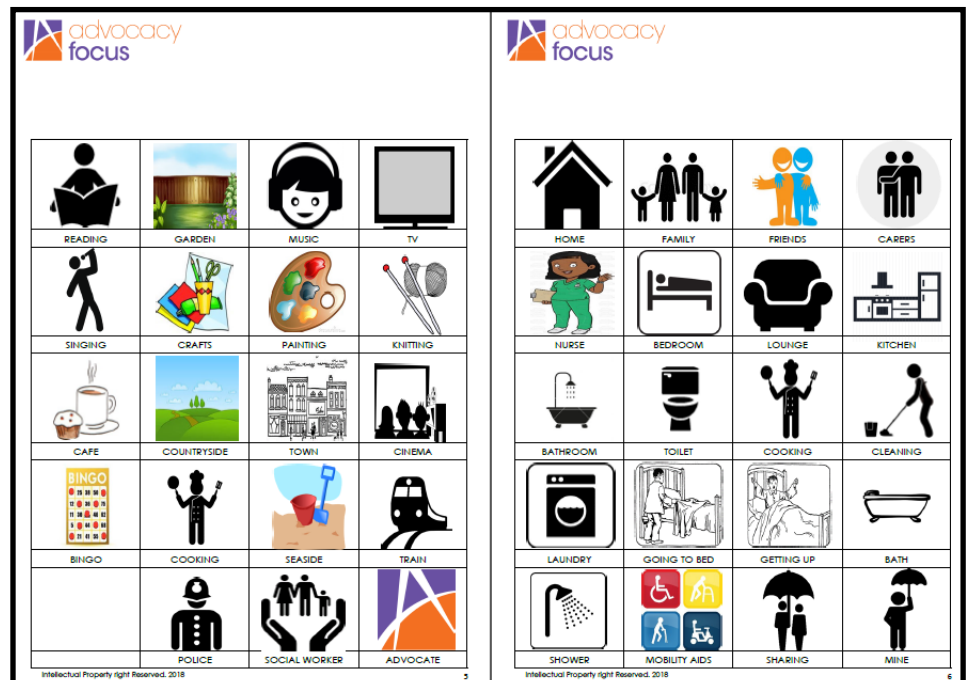 advocacy
focus
READING GARDEN MUSIC TV
SINGING CRAFTS PAINTING KNITTING
CAFE COUNTRYSIDE TOWN CINEMA
BINGO
BINGO COOKING SEASIDE TRAIN
POLICE SOCIAL WORKER ADVOCATE
Intellectual Property right Reserved. 2018 5
advocacy
focus
HOME FAMILY FRIENDS CARERS
NURSE BEDROOM LOUNGE KITCHEN
BATHROOM TOILET COOKING CLEANING
LAUNDRY GOING TO BED GETTING UP BATH
SHOWER MOBILITY AIDS SHARING MINE
Intellectual Property right Reserved. 2018 6